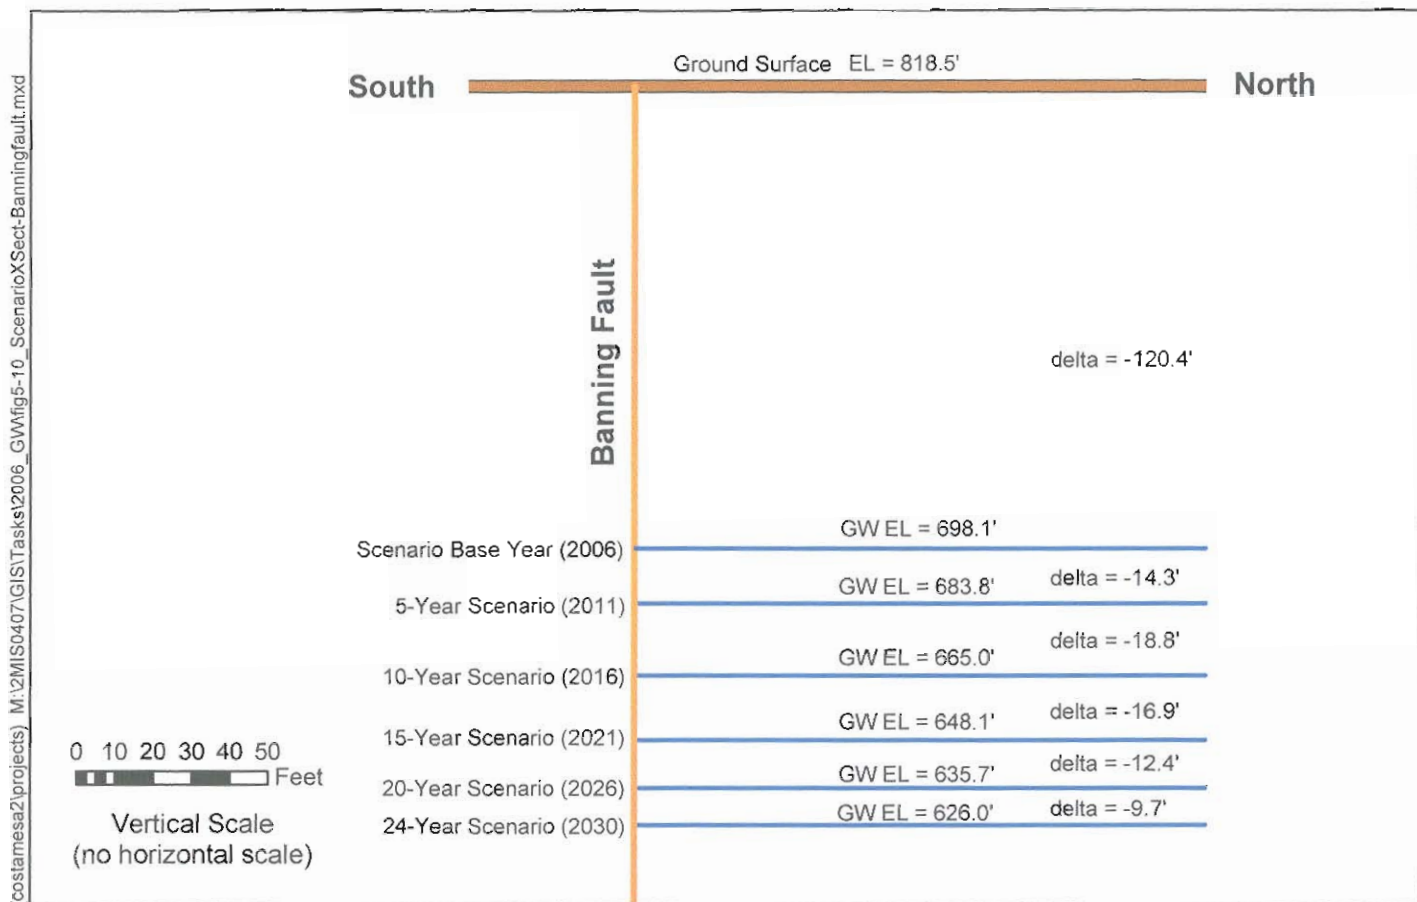 Ground Surface EL = 818.5'
South
North
Banning Fault
delta = -120.4'
GW EL = 698.1'
Scenario Base Year (2006)
delta = -14.3'
GW EL = 683.8'
5-Year Scenario (2011)
delta = -18.8'
GW EL = 665.0'
10-Year Scenario (2016)
delta = -16.9'
GW EL = 648.1'
15-Year Scenario (2021)
delta = -12.4'
GW EL = 635.7'
20-Year Scenario (2026)
delta = -9.7'
GW EL = 626.0'
24-Year Scenario (2030)
0 10 20 30 40 50
Feet
Vertical Scale
(no horizontal scale)
costamesa2\projects) M:\2MIS0407\GIS\Tasks\2006_GW\fig5-10_ScenarioXSect-Banningfault.mxd